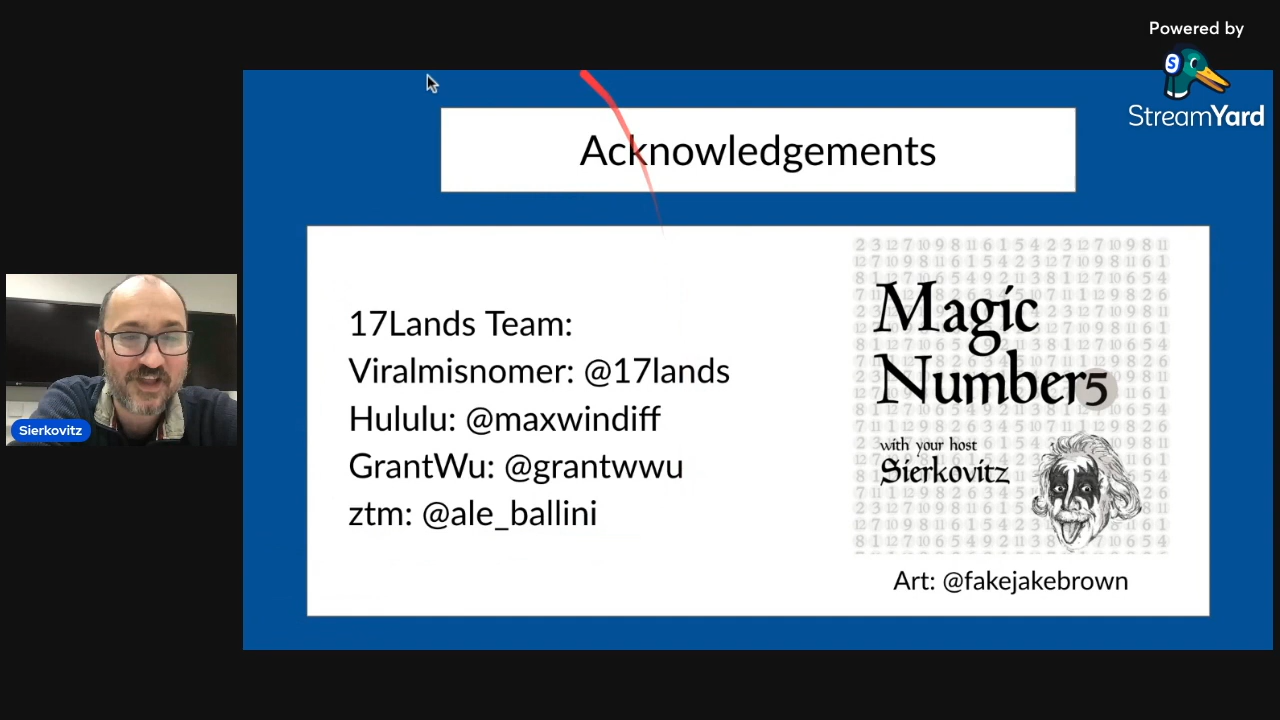 Powered by
S
StreamYard
Acknowledgements
17Lands Team:
Viralmisnomer: @17lands
Hululu: @maxwindiff
GrantWu: @grantwwu
ztm: @ale_ballini
Magic
Number5
with your host
Sierkovitz
Art: @fakejakebrown
Sierkovitz